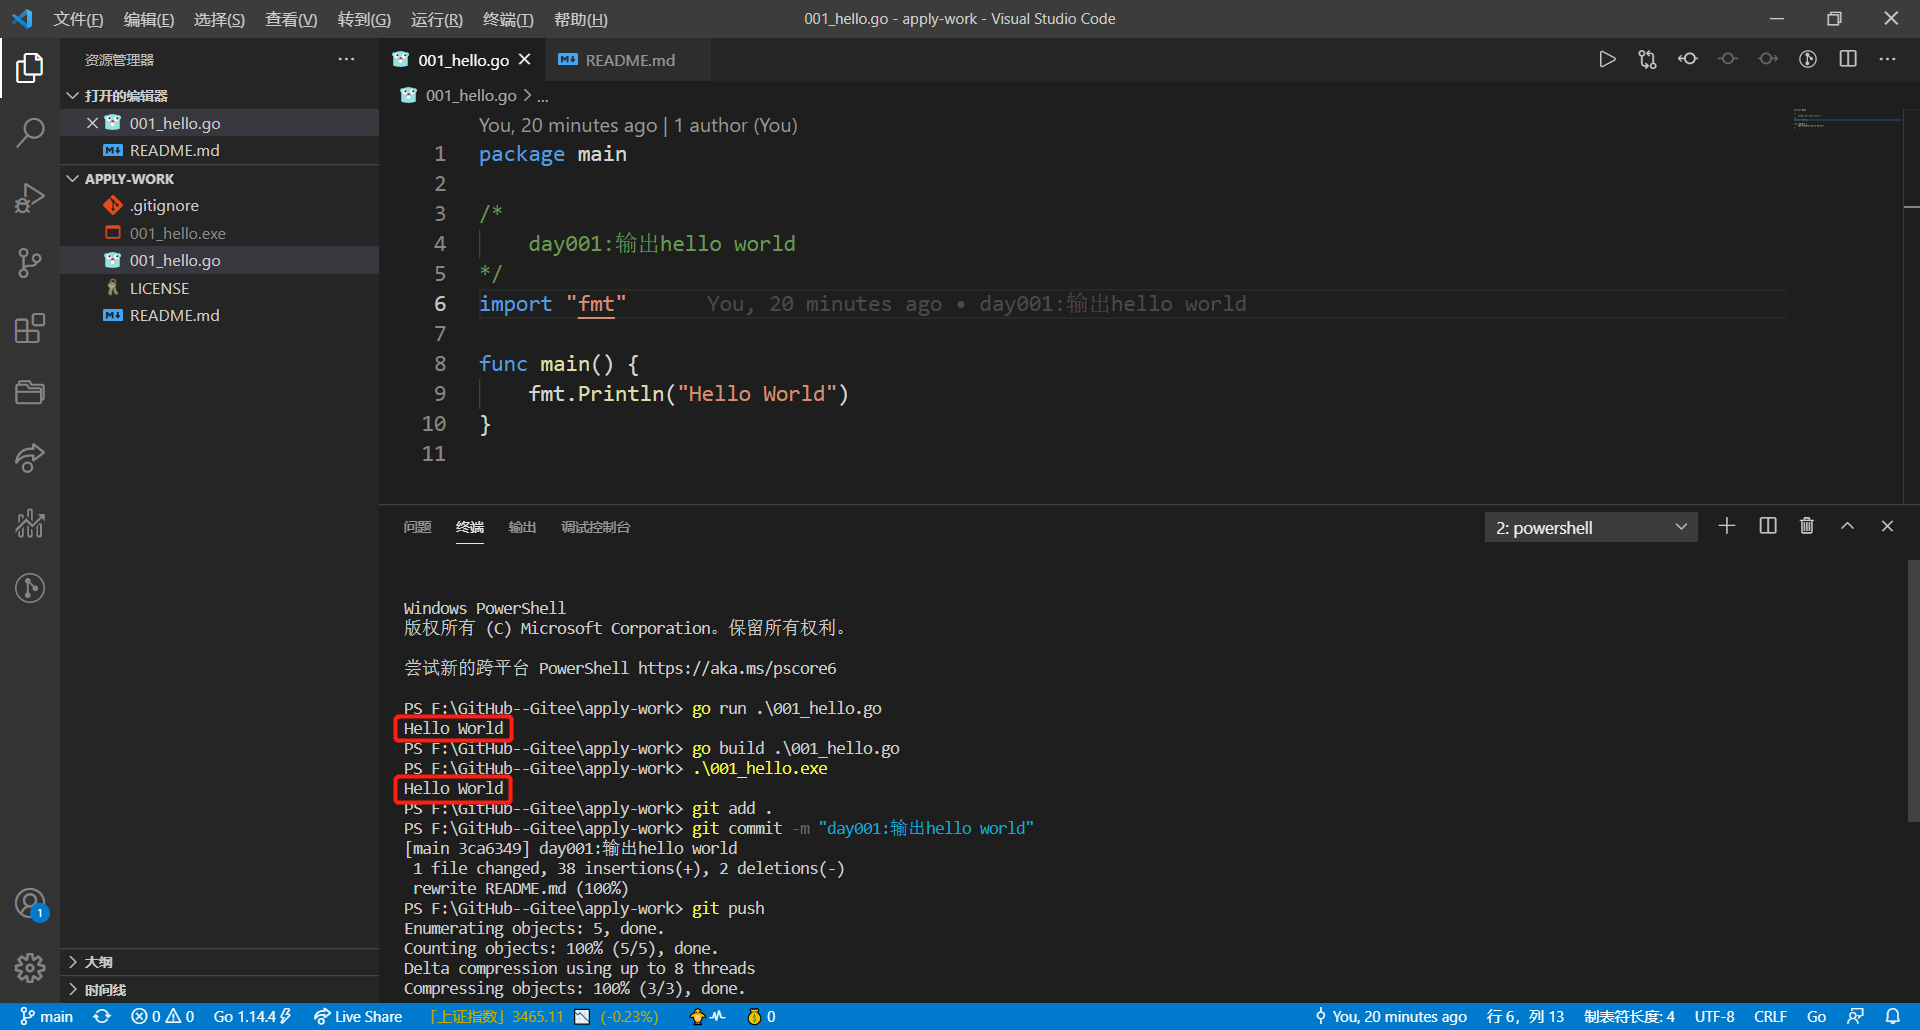 文件(F) 编辑(E) 选择(S) 查看(V) 转到(G) 运行(R) 终端(T) 帮助(H) 001_hello.go - apply-work - Visual Studio Code
资源管理器
打开的编辑器
001_hello.go
README.md
APPLY-WORK
.gitignore
001_hello.exe
001_hello.go
LICENSE
README.md
大纲
时间线
001_hello.go README.md
001_hello.go > ...
You, 20 minutes ago | 1 author (You)
1 package main
2
3 /*
4 day001:输出hello world
5 */
6 import "fmt" You, 20 minutes ago • day001:输出hello world
7
8 func main() {
9 fmt.Println("Hello World")
10 }
11
问题 终端 输出 调试控制台 2: powershell
Windows PowerShell
版权所有 (C) Microsoft Corporation。保留所有权利。
尝试新的跨平台 PowerShell https://aka.ms/pscore6
PS F:\GitHub--Gitee\apply-work> go run .\001_hello.go
Hello World
PS F:\GitHub--Gitee\apply-work> go build .\001_hello.go
PS F:\GitHub--Gitee\apply-work> .\001_hello.exe
Hello World
PS F:\GitHub--Gitee\apply-work> git add .
PS F:\GitHub--Gitee\apply-work> git commit -m "day001:输出hello world"
[main 3ca6349] day001:输出hello world
1 file changed, 38 insertions(+), 2 deletions(-)
rewrite README.md (100%)
PS F:\GitHub--Gitee\apply-work> git push
Enumerating objects: 5, done.
Counting objects: 100% (5/5), done.
Delta compression using up to 8 threads
Compressing objects: 100% (3/3), done.
1
main 0 0 Go 1.14.4 Live Share 「上证指数」3465.11 (-0.23%) 0 You, 20 minutes ago 行 6，列 13 制表符长度: 4 UTF-8 CRLF Go